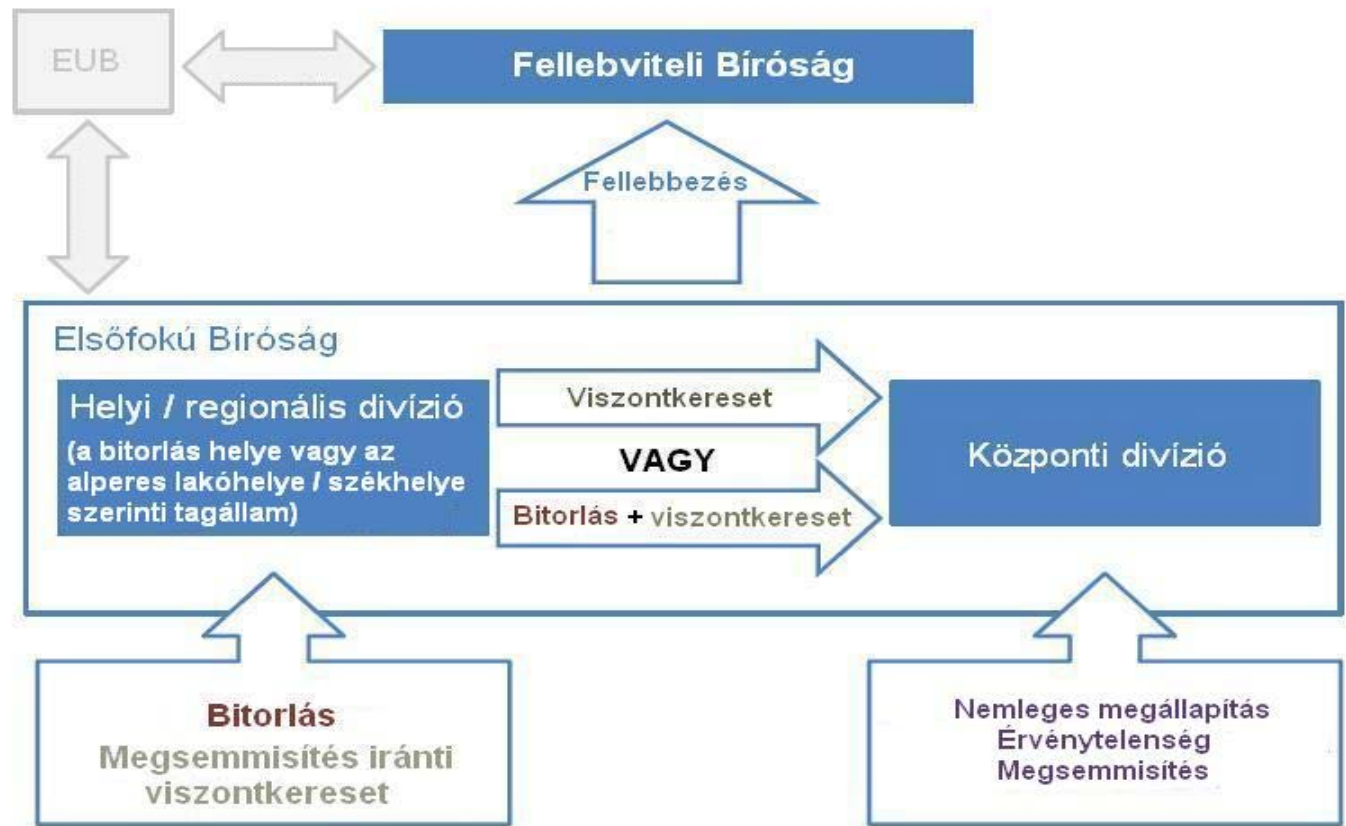 EUB
Fellebviteli Bíróság
Fellebbezés
Elsőfokú Bíróság
Helyi / regionális divízió
(a bitorlás helye vagy az
alperes lakóhelye / székhelye
szerinti tagállam)
Viszontkereset
VAGY
Bitorlás + viszontkereset
Központi divízió
Bitorlás
Megsemmisítés iránti
viszontkereset
Nemleges megállapítás
Érvénytelenség
Megsemmisítés